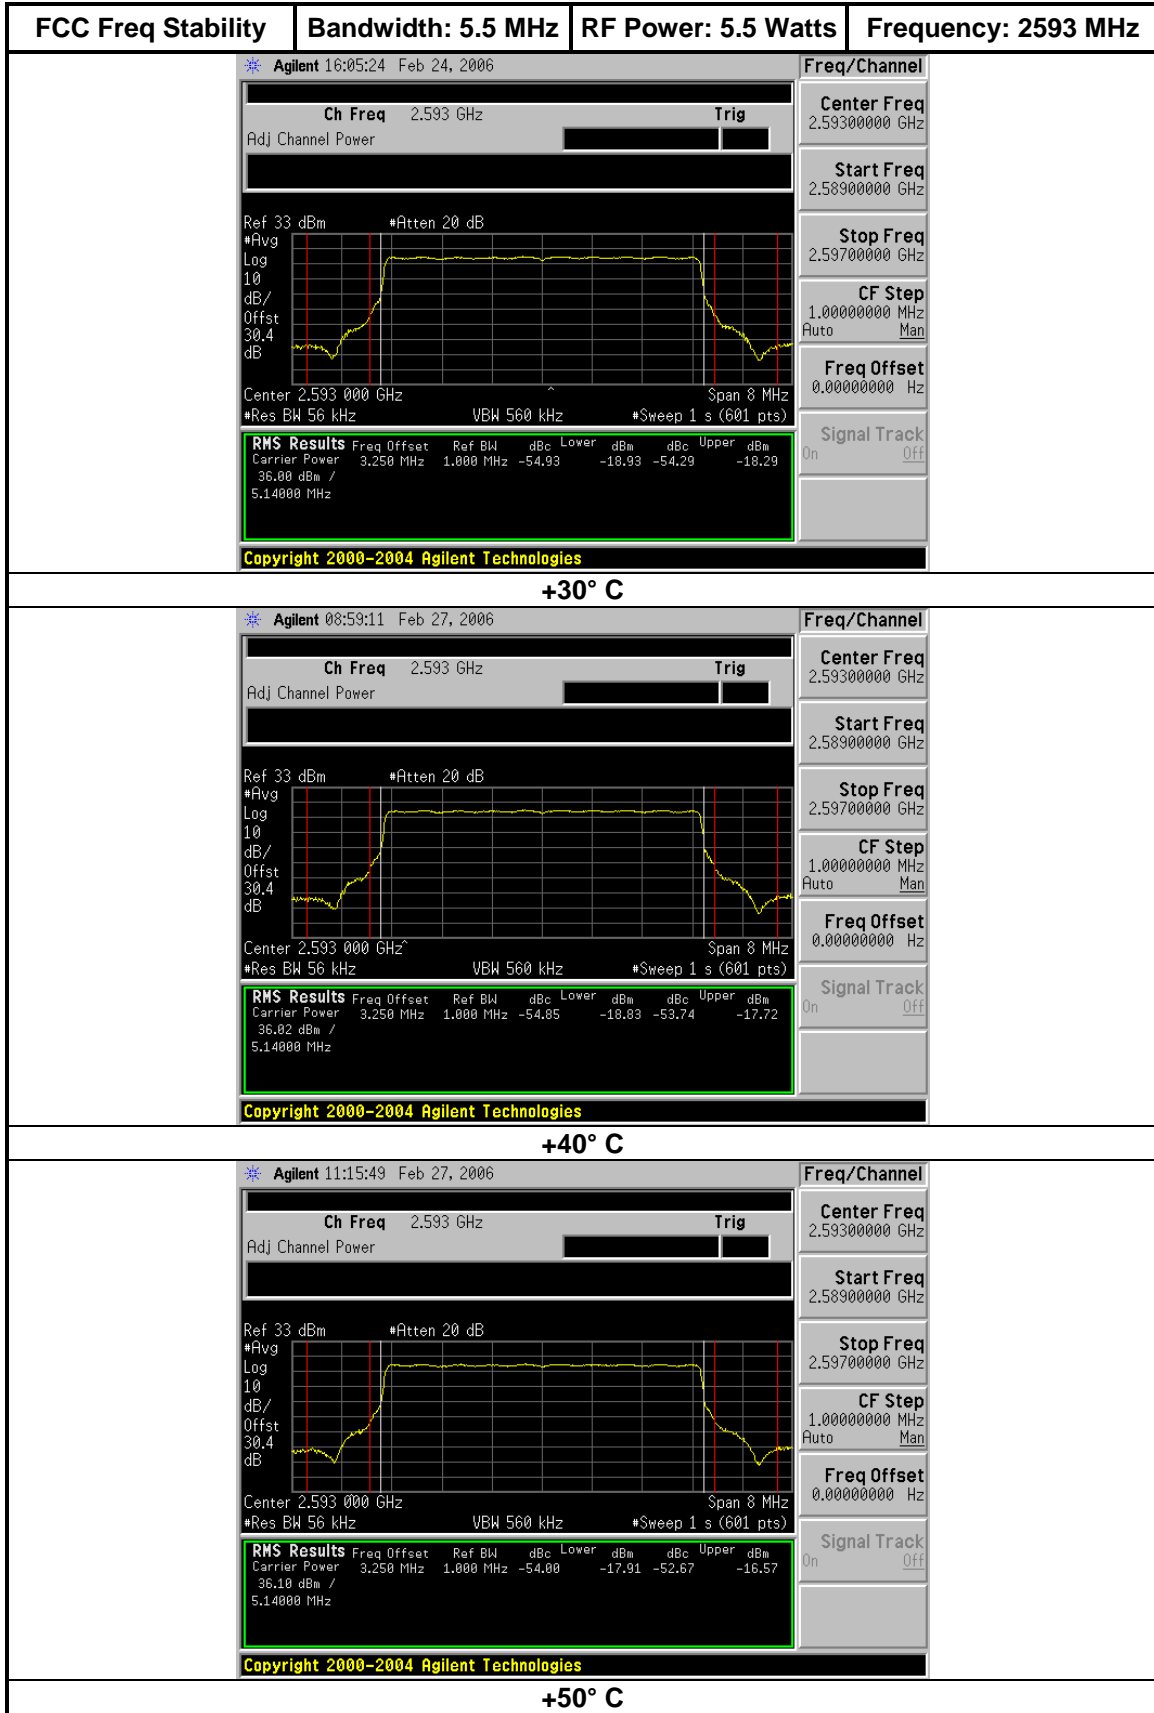 FCC Freq Stability Bandwidth: 5.5 MHz RF Power: 5.5 Watts Frequency: 2593 MHz
Agilent 16:05:24 Feb 24, 2006 Freq/Channel
Ch Freq 2.593 GHz Trig
Adj Channel Power
Center Freq
2.59300000 GHz
Start Freq
2.58900000 GHz
Stop Freq
2.59700000 GHz
CF Step
1.00000000 MHz
Auto Man
Freq Offset
0.00000000 Hz
Signal Track
On Off
Ref 33 dBm #Atten 20 dB
#Avg
Log
10
dB/
Offst
30.4
dB
Center 2.593 000 GHz Span 8 MHz
#Res BW 56 kHz VBW 560 kHz #Sweep 1 s (601 pts)
RMS Results Freq Offset Ref BW dBc Lower dBm dBc Upper dBm
Carrier Power 3.250 MHz 1.000 MHz -54.93 -18.93 -54.29 -18.29
36.00 dBm /
5.14000 MHz
Copyright 2000-2004 Agilent Technologies
+30° C
Agilent 08:59:11 Feb 27, 2006 Freq/Channel
Ch Freq 2.593 GHz Trig
Adj Channel Power
Center Freq
2.59300000 GHz
Start Freq
2.58900000 GHz
Stop Freq
2.59700000 GHz
CF Step
1.00000000 MHz
Auto Man
Freq Offset
0.00000000 Hz
Signal Track
On Off
Ref 33 dBm #Atten 20 dB
#Avg
Log
10
dB/
Offst
30.4
dB
Center 2.593 000 GHz Span 8 MHz
#Res BW 56 kHz VBW 560 kHz #Sweep 1 s (601 pts)
RMS Results Freq Offset Ref BW dBc Lower dBm dBc Upper dBm
Carrier Power 3.250 MHz 1.000 MHz -54.85 -18.83 -53.74 -17.72
36.02 dBm /
5.14000 MHz
Copyright 2000-2004 Agilent Technologies
+40° C
Agilent 11:15:49 Feb 27, 2006 Freq/Channel
Ch Freq 2.593 GHz Trig
Adj Channel Power
Center Freq
2.59300000 GHz
Start Freq
2.58900000 GHz
Stop Freq
2.59700000 GHz
CF Step
1.00000000 MHz
Auto Man
Freq Offset
0.00000000 Hz
Signal Track
On Off
Ref 33 dBm #Atten 20 dB
#Avg
Log
10
dB/
Offst
30.4
dB
Center 2.593 000 GHz Span 8 MHz
#Res BW 56 kHz VBW 560 kHz #Sweep 1 s (601 pts)
RMS Results Freq Offset Ref BW dBc Lower dBm dBc Upper dBm
Carrier Power 3.250 MHz 1.000 MHz -54.00 -17.91 -52.67 -16.57
36.10 dBm /
5.14000 MHz
Copyright 2000-2004 Agilent Technologies
+50° C